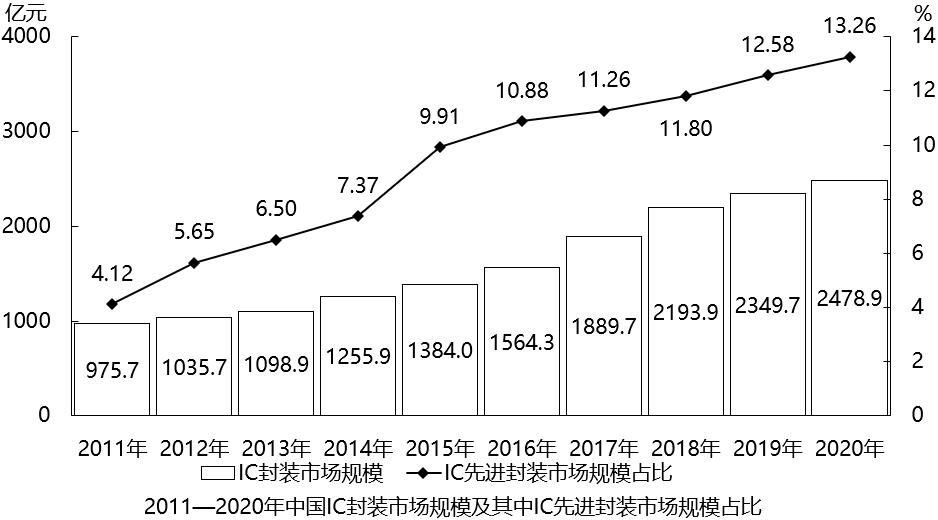 亿元 %
4000 14
3000 12
2000 10
1000 8
0 6
4
2
0
4.12 5.65 6.50 7.37 9.91 10.88 11.26 11.80 12.58 13.26
975.7 1035.7 1098.9 1255.9 1384.0 1564.3 1889.7 2193.9 2349.7 2478.9
2011年 2012年 2013年 2014年 2015年 2016年 2017年 2018年 2019年 2020年
IC封装市场规模 IC先进封装市场规模占比
2011—2020年中国IC封装市场规模及其中IC先进封装市场规模占比